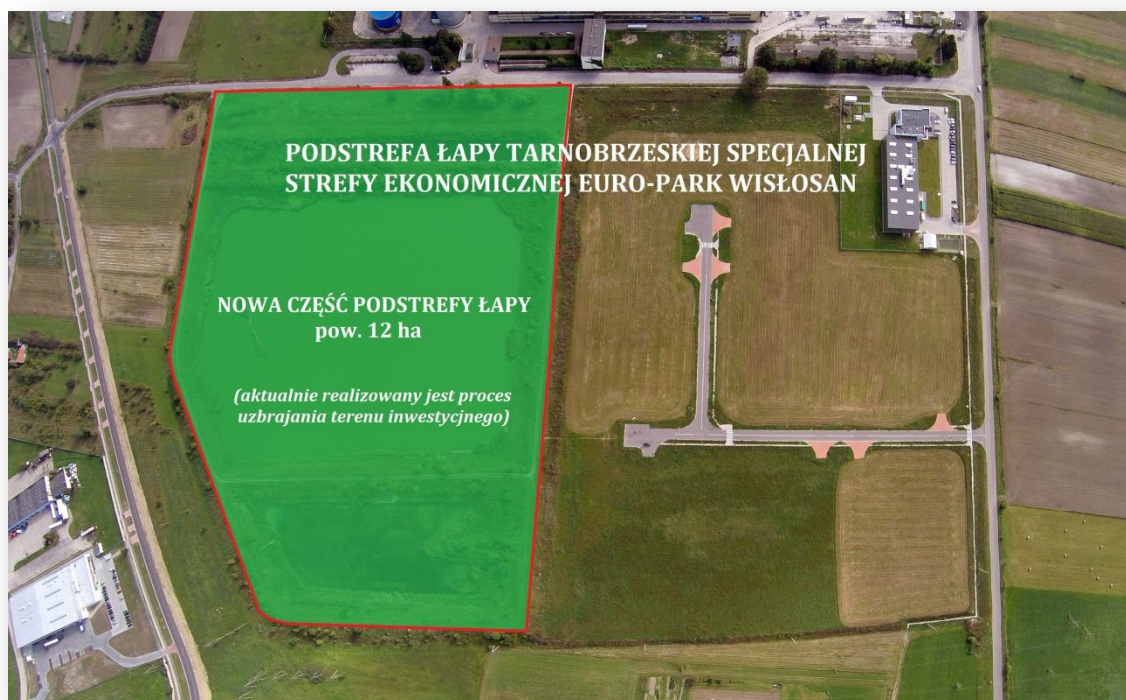 PODSTREFA ŁAPY TARNOBRZESKIEJ SPECJALNEJ
STREFY EKONOMICZNEJ EURO-PARK WISŁOSAN
NOWA CZĘŚĆ PODSTREFY ŁAPY
pow. 12 ha
(aktualnie realizowany jest proces
uzbrajania terenu inwestycyjnego)